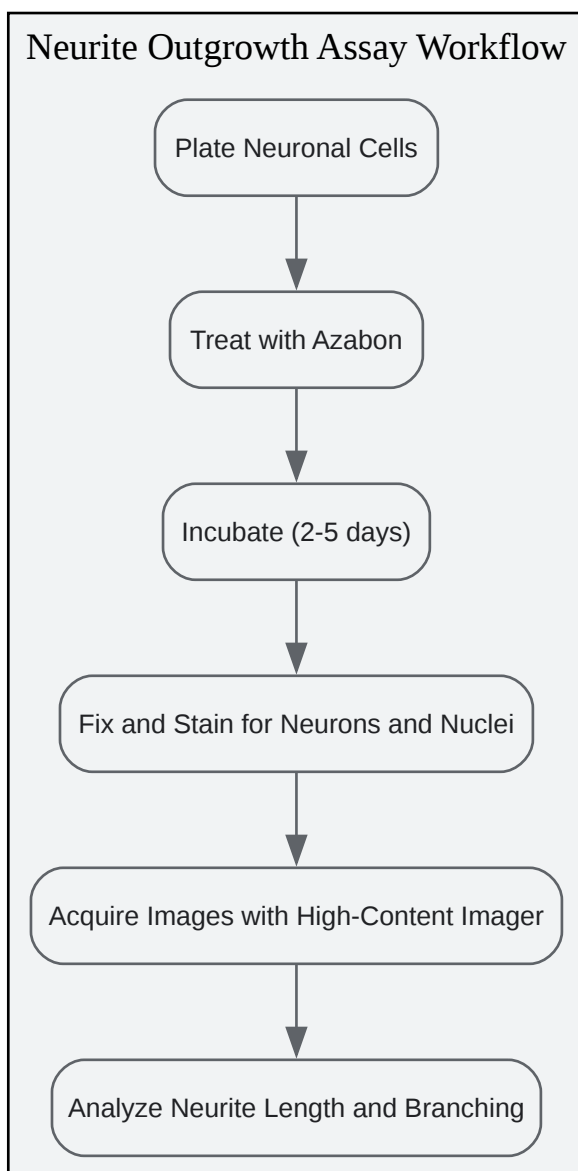 Neurite Outgrowth Assay Workflow
Plate Neuronal Cells
Treat with Azabon
Incubate (2-5 days)
Fix and Stain for Neurons and Nuclei
Acquire Images with High-Content Imager
Analyze Neurite Length and Branching